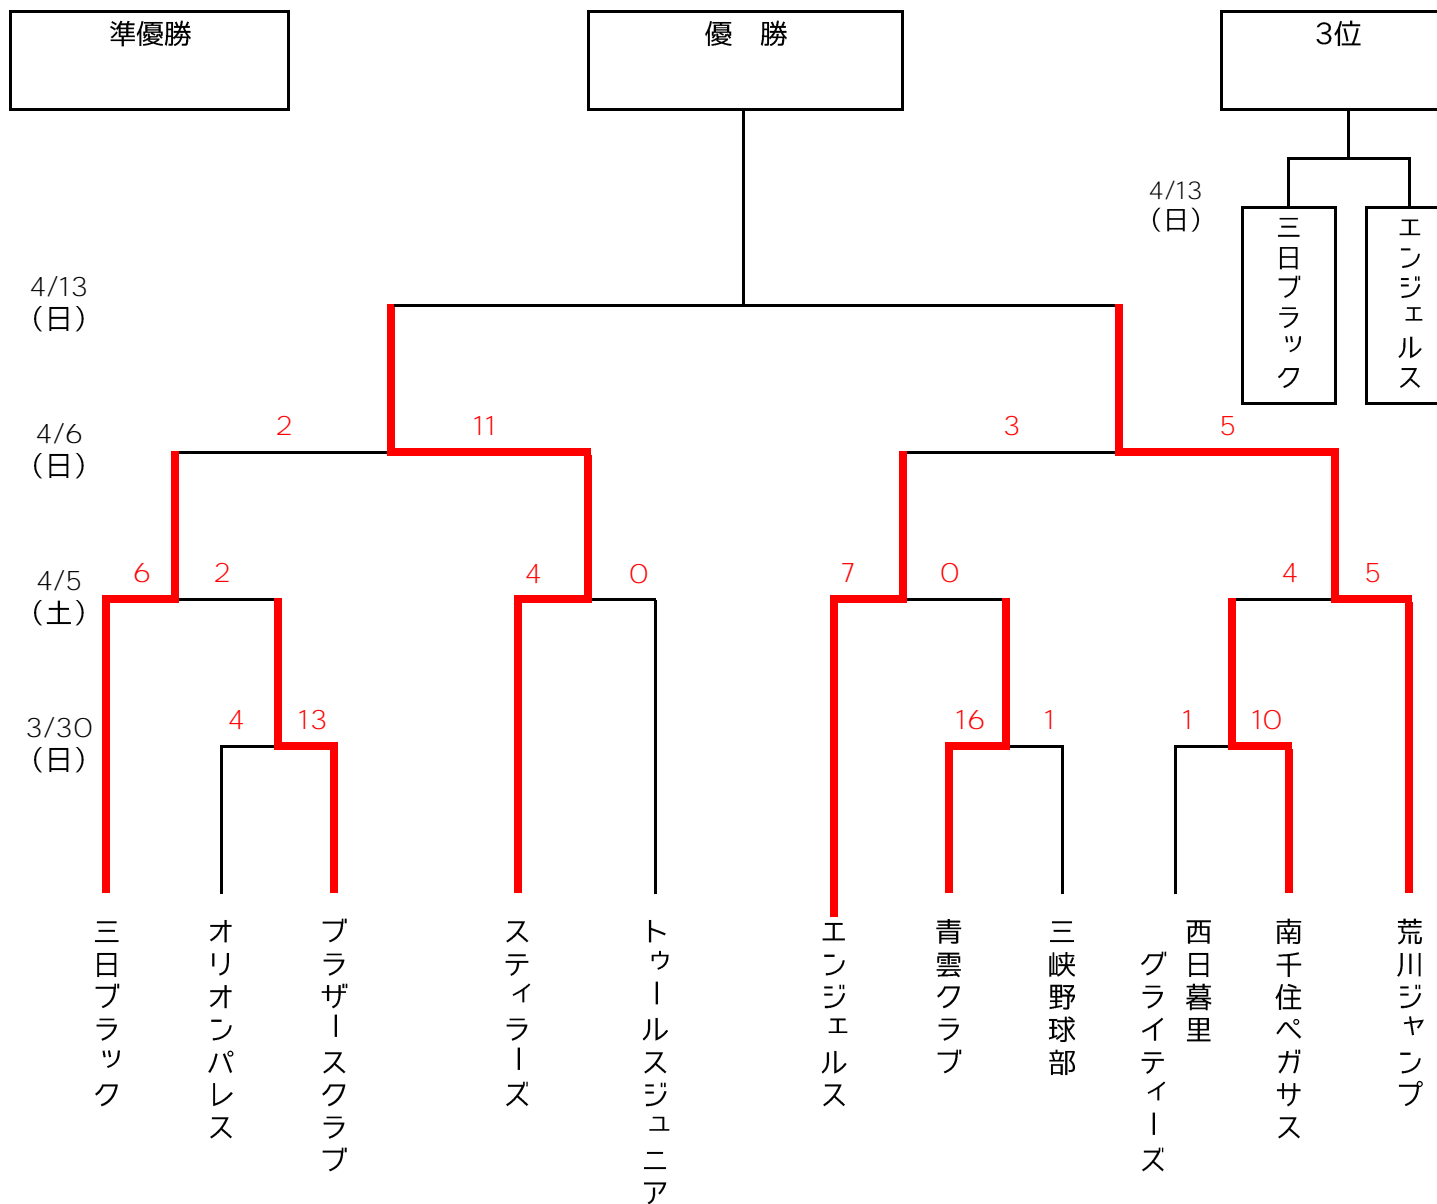 準優勝
優　勝
3位
4/13
（日）
三日ブラック
エンジェルス
4/13
（日）
4/6
（日）
2
11
3
5
4/5
（土）
6
2
4
0
7
0
4
5
3/30
（日）
4
13
16
1
1
10
三日ブラック
オリオンパレス
ブラザースクラブ
スティラーズ
トゥールスジュニア
エンジェルス
青雲クラブ
三峡野球部
西日暮里
グライティーズ
南千住ペガサス
荒川ジャンプ